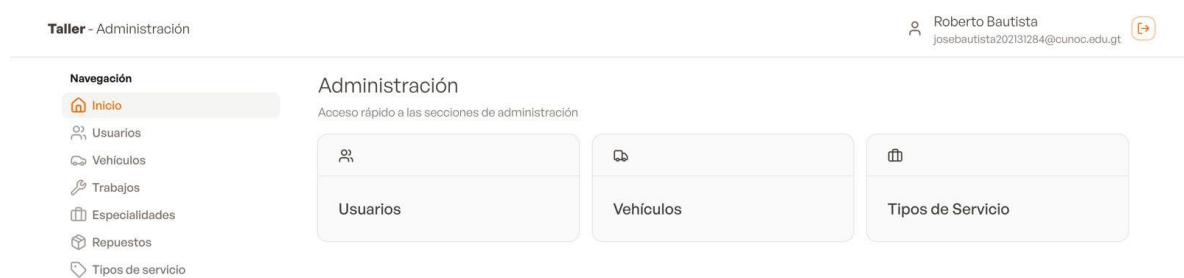 Taller - Administración
Roberto Bautista
josebautista202131284@cunoc.edu.gt
Navegación
Inicio
Usuarios
Vehículos
Trabajos
Especialidades
Repuestos
Tipos de servicio
Administración
Acceso rápido a las secciones de administración
Usuarios
Vehículos
Tipos de Servicio